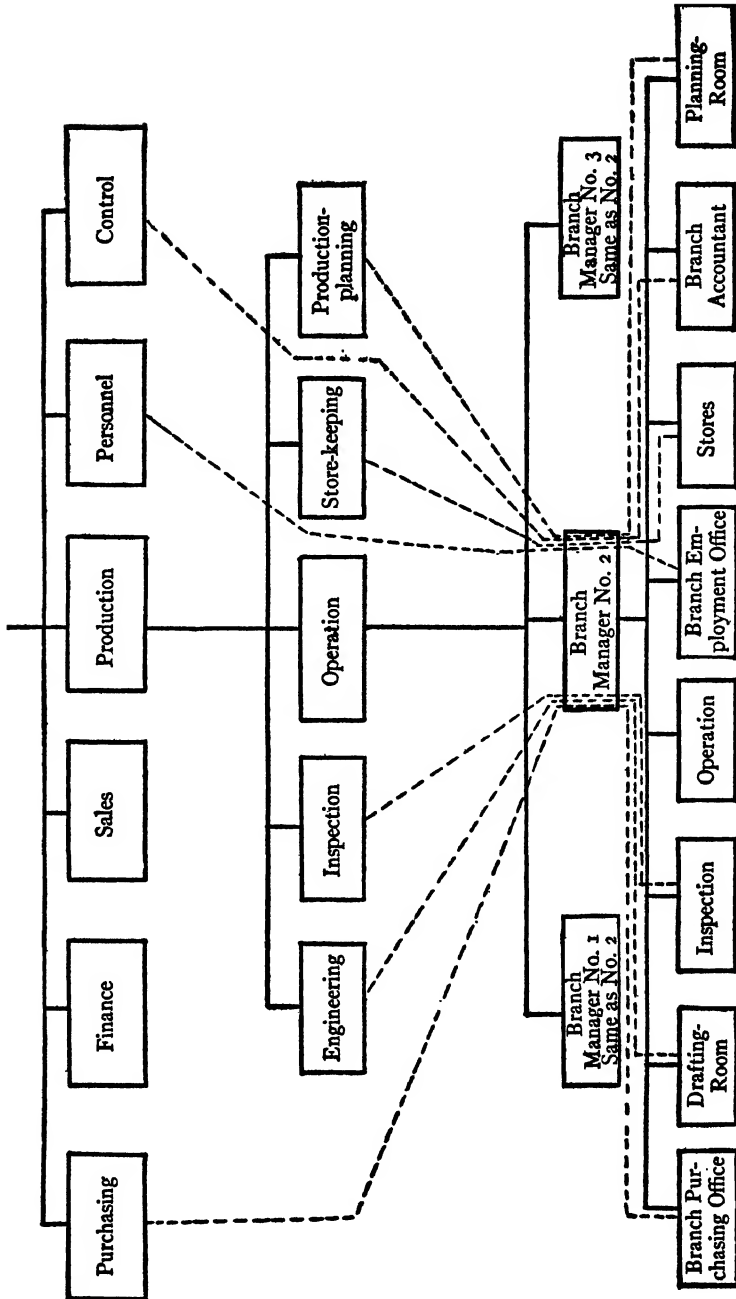 Purchasing
Finance
Sales
Production
Personnel
Control
Engineering
Inspection
Operation
Store-keeping
Production-
planning
Branch
Manager No. 1
Same as No. 2
Branch
Manager No. 2
Branch
Manager No. 3
Same as No. 2
Branch Pur-
chasing Office
Drafting-
Room
Inspection
Operation
Branch Em-
ployment Office
Stores
Branch
Accountant
Planning-
Room